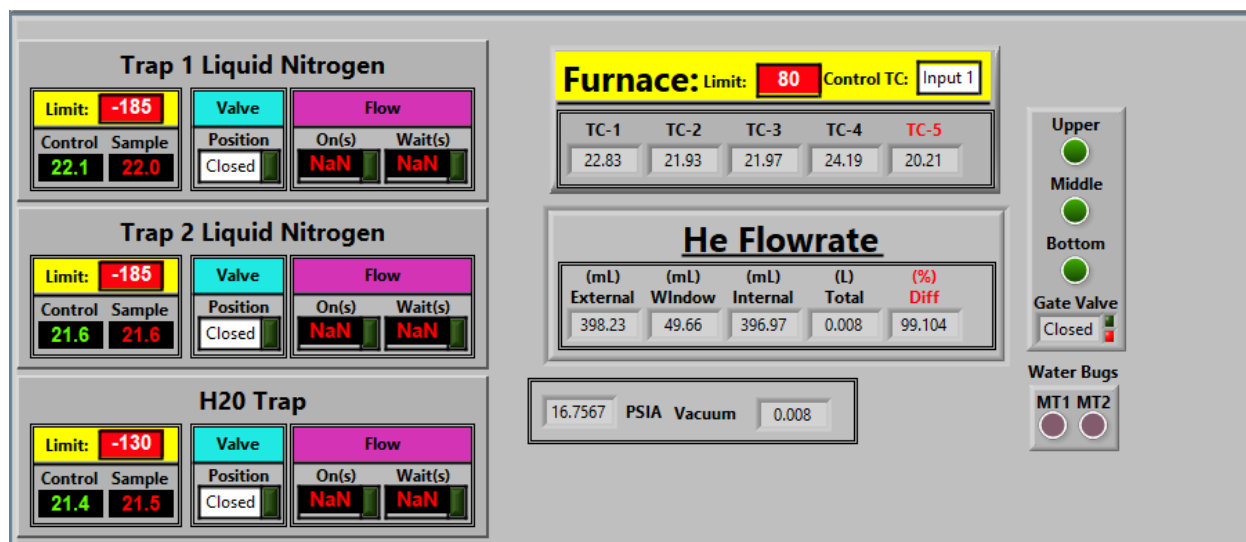 Trap 1 Liquid Nitrogen
Limit: -185 Valve Flow
Control Sample Position On(s) Wait(s)
22.1 22.0 Closed NaN NaN
Trap 2 Liquid Nitrogen
Limit: -185 Valve Flow
Control Sample Position On(s) Wait(s)
21.6 21.6 Closed NaN NaN
H20 Trap
Limit: -130 Valve Flow
Control Sample Position On(s) Wait(s)
21.4 21.5 Closed NaN NaN
Furnace: Limit: 80 Control TC: Input 1
TC-1 TC-2 TC-3 TC-4 TC-5
22.83 21.93 21.97 24.19 20.21
He Flowrate
(mL) (mL) (mL) (L) (%)
External WIndow Internal Total Diff
398.23 49.66 396.97 0.008 99.104
16.7567 PSIA Vacuum 0.008
Upper
Middle
Bottom
Gate Valve
Closed
Water Bugs
MT1 MT2